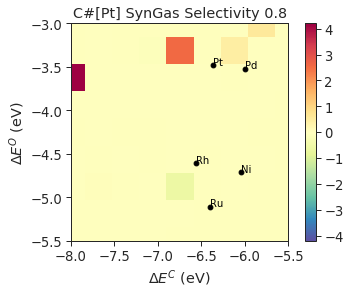 C#[Pt] SynGas Selectivity 0.8
−3.0
−3.5
−4.0
−4.5
−5.0
−5.5
ΔE^O (eV)
Pt
Pd
Rh
Ni
Ru
−8.0 −7.5 −7.0 −6.5 −6.0 −5.5
ΔE^C (eV)
4
3
2
1
0
−1
−2
−3
−4